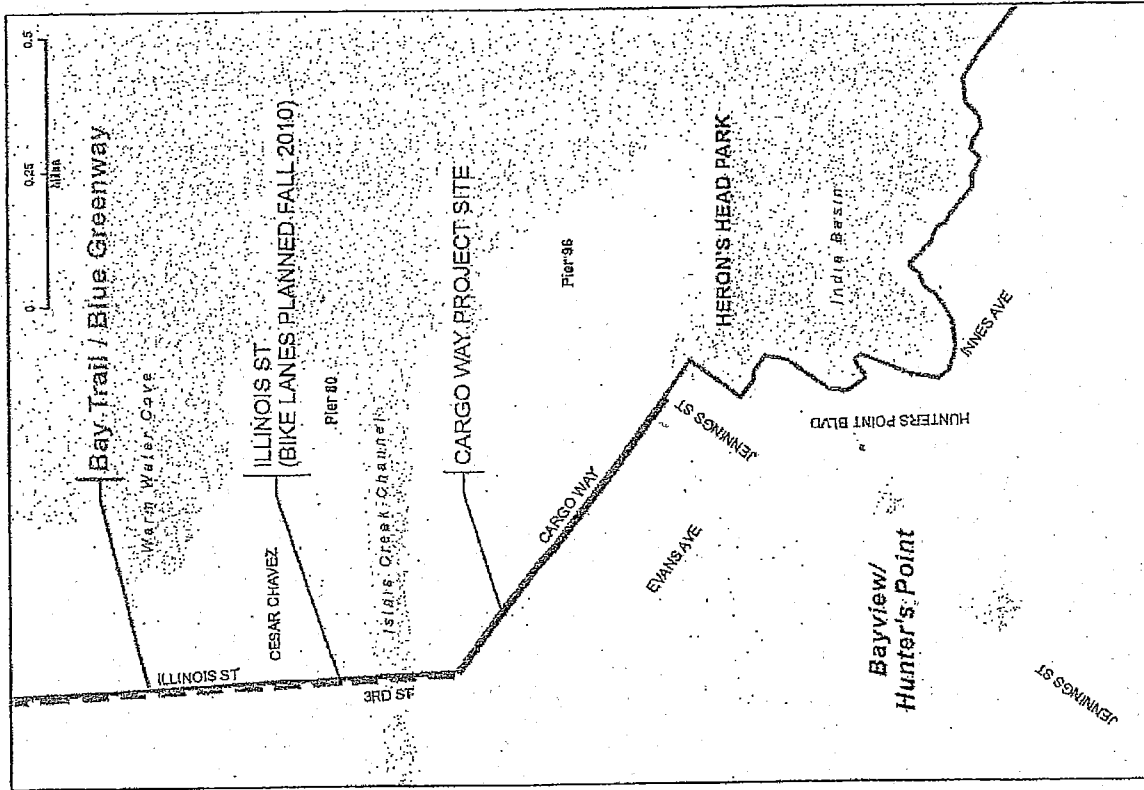 0
0.25
0.5
Miles
Bay Trail / Blue Greenway
Warm Water Cove
ILLINOIS ST
(BIKE LANES PLANNED FALL 2010)
Pier 80
CESAR CHAVEZ
ILLINOIS ST
3RD ST
Islais Creek Channel
CARGO WAY PROJECT SITE
Pier 96
CARGO WAY
JENNINGS ST
EVANS AVE
HERON'S HEAD PARK
India Basin
INNES AVE
HUNTERS POINT BLVD
Bayview/
Hunter's Point
JENNINGS ST